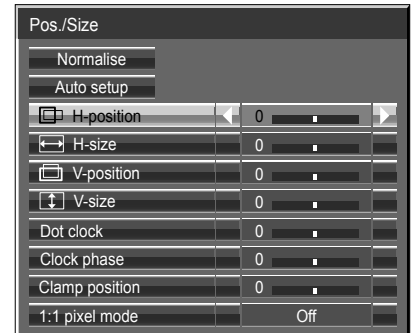 Pos./Size
Normalise
Auto setup
H-position 0
H-size 0
V-position 0
V-size 0
Dot clock 0
Clock phase 0
Clamp position 0
1:1 pixel mode Off